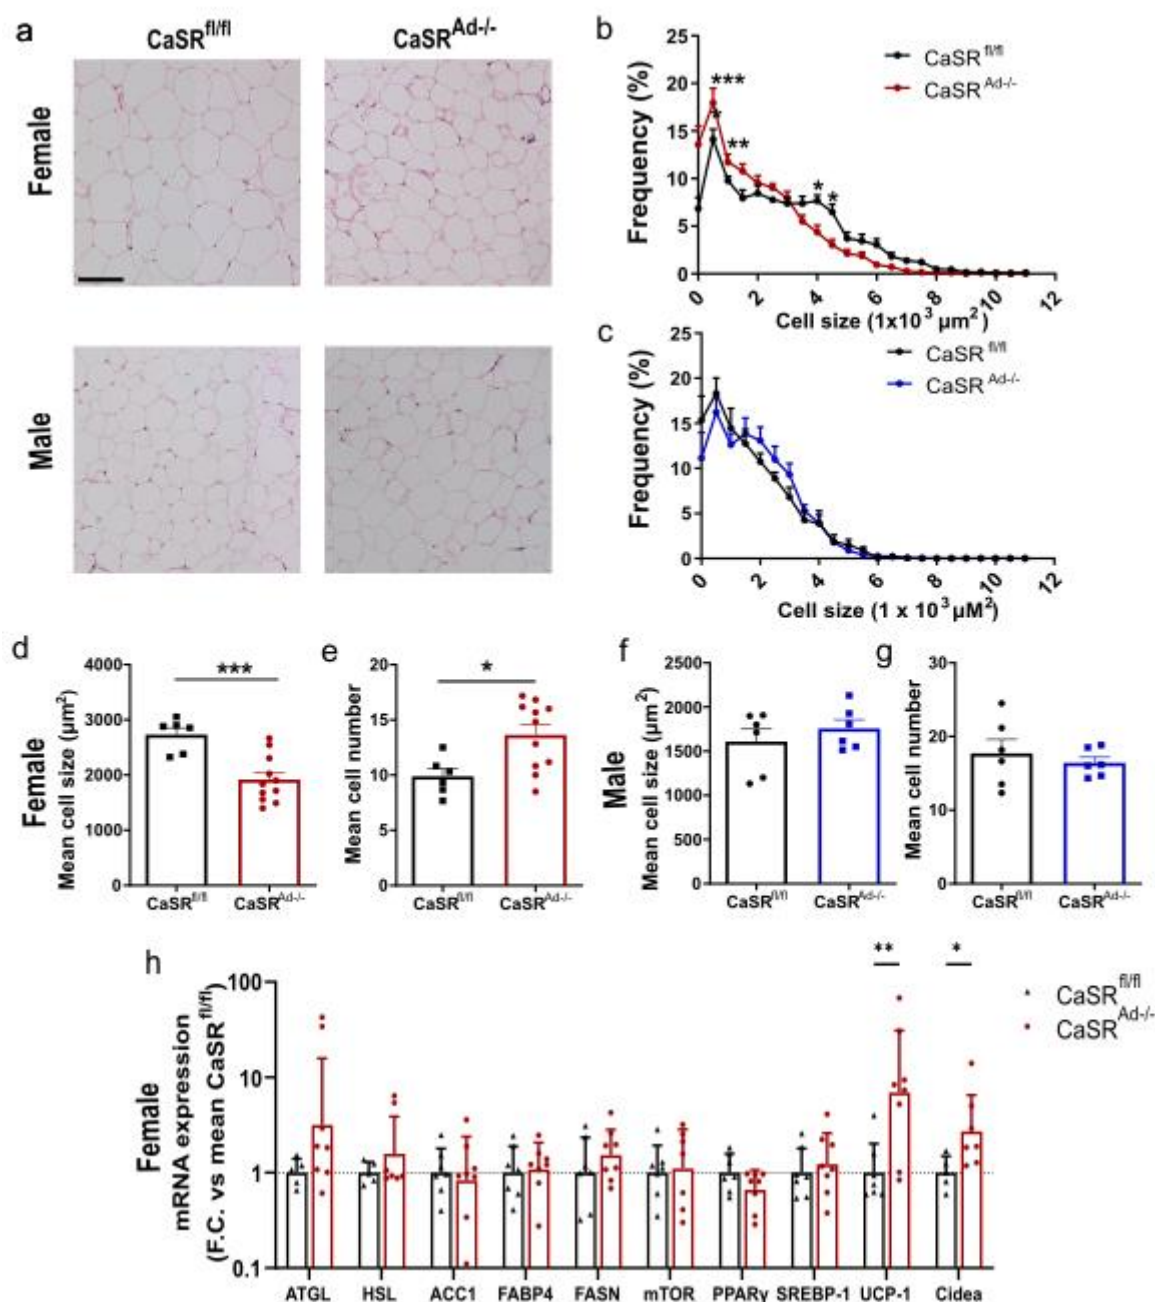 a
CaSR^fl/fl
CaSR^Ad-/-
Female
Male
b
Frequency (%)
25
20
15
10
5
0
***
*
**
*
*
CaSR^fl/fl
CaSR^Ad-/-
0 2 4 6 8 10 12
Cell size (1x10^3 µm^2)
c
Frequency (%)
25
20
15
10
5
0
CaSR^fl/fl
CaSR^Ad-/-
0 2 4 6 8 10 12
Cell size (1 x 10^3 µM^2)
Female
d
Mean cell size (µm^2)
4000
3000
2000
1000
0
***
CaSR^fl/fl CaSR^Ad-/-
e
Mean cell number
20
15
10
5
0
*
CaSR^fl/fl CaSR^Ad-/-
Male
f
Mean cell size (µm^2)
2500
2000
1500
1000
500
0
CaSR^fl/fl CaSR^Ad-/-
g
Mean cell number
30
20
10
0
CaSR^fl/fl CaSR^Ad-/-
h
Female
mRNA expression
(F.C. vs mean CaSR^fl/fl)
100
10
1
0.1
** *
CaSR^fl/fl
CaSR^Ad-/-
ATGL HSL ACC1 FABP4 FASN mTOR PPARγ SREBP-1 UCP-1 Cidea